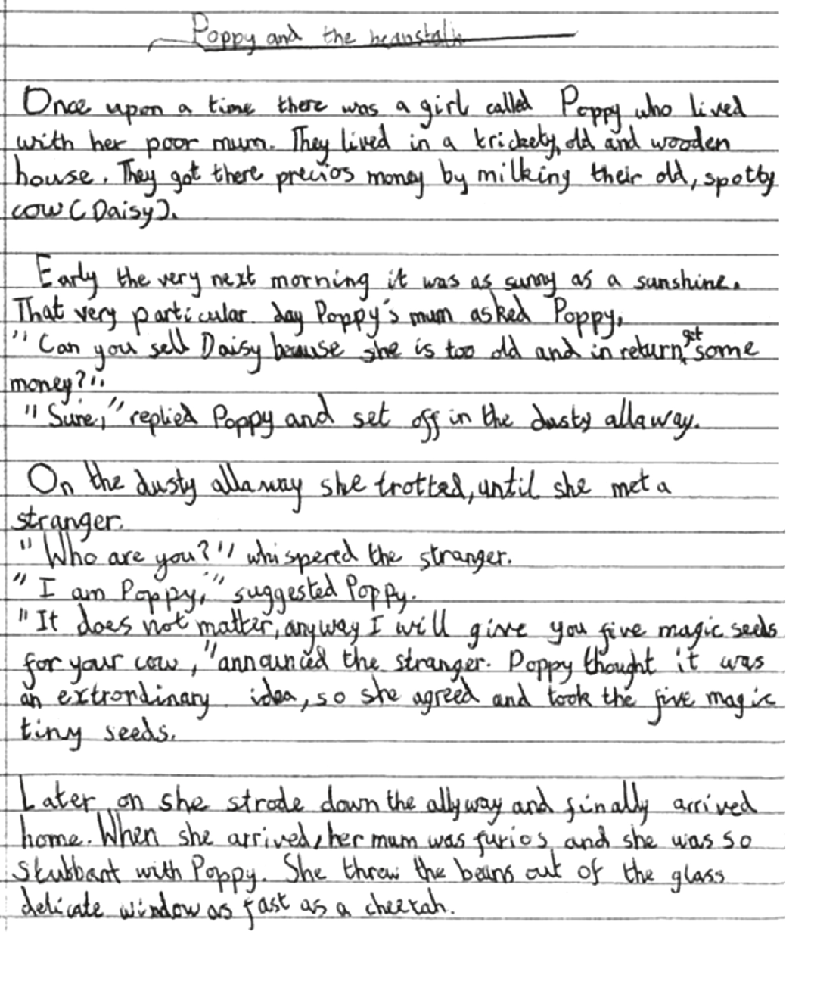 Poppy and the beanstalk
Once upon a time there was a girl called Poppy who lived
with her poor mum. They lived in a krickety, old and wooden
house. They got there precios money by milking their old, spotty
cow (Daisy).
Early the very next morning it was as sunny as a sunshine.
That very particular day Poppy's mum asked Poppy,
"Can you sell Daisy because she is too old and in return, get some
money?".
"Sure," replied Poppy and set off in the dusty allaway.
On the dusty allaway she trotted, until she met a
stranger.
"Who are you?" whispered the stranger.
"I am Poppy," suggested Poppy.
"It does not matter, anyway I will give you five magic seeds
for your cow," announced the stranger. Poppy thought it was
an extrordinary idea, so she agreed and took the five magic
tiny seeds.
Later on she strode down the allyway and finally arrived
home. When she arrived, her mum was furios and she was so
stubbant with Poppy. She threw the beans out of the glass
delicate window as fast as a cheetah.